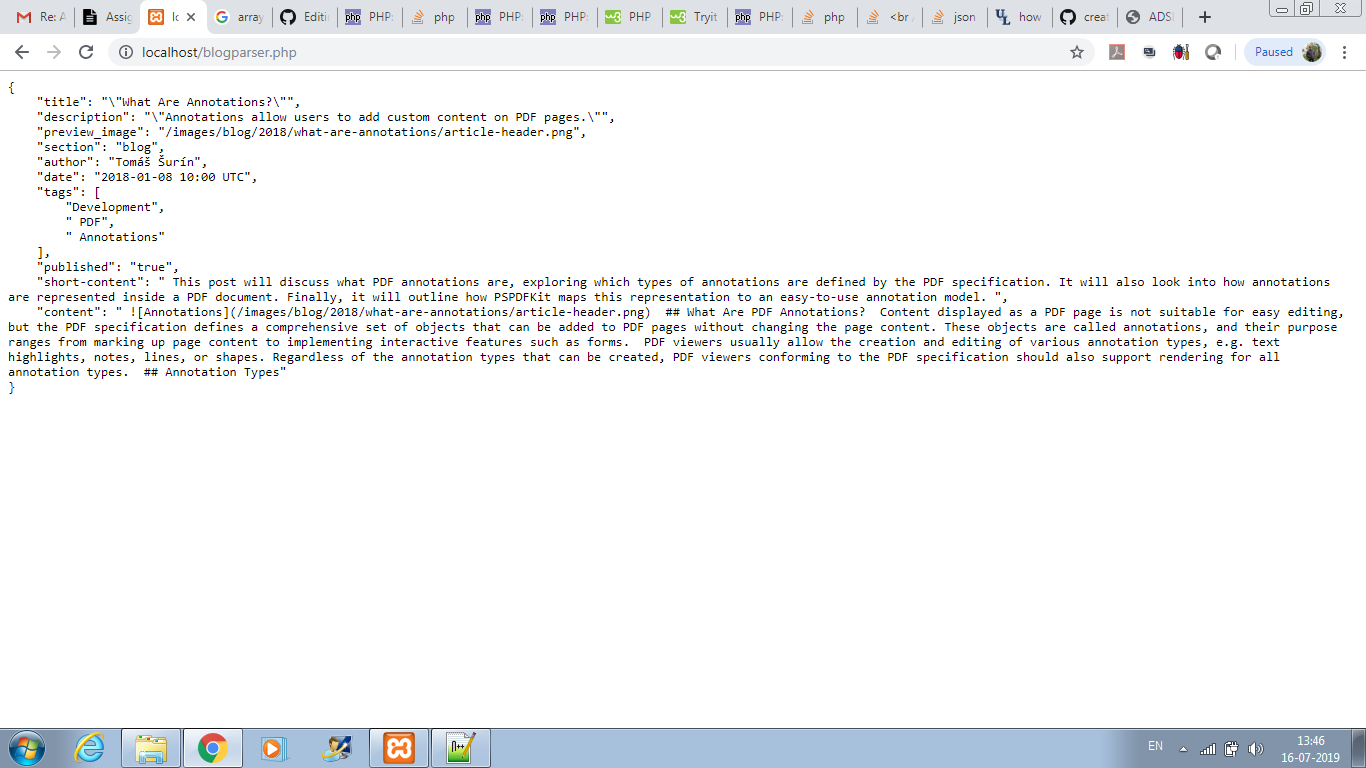 Re: A
Assig
lo
array
Editi
PHP:
php
PHP:
PHP:
PHP
Tryit
PHP:
php
<br /
json
how
creat
ADS
localhost/blogparser.php
Paused
{
"title": "\"What Are Annotations?\"",
"description": "\"Annotations allow users to add custom content on PDF pages.\"",
"preview_image": "/images/blog/2018/what-are-annotations/article-header.png",
"section": "blog",
"author": "Tomáš Šurín",
"date": "2018-01-08 10:00 UTC",
"tags": [
"Development",
" PDF",
" Annotations"
],
"published": "true",
"short-content": " This post will discuss what PDF annotations are, exploring which types of annotations are defined by the PDF specification. It will also look into how annotations
are represented inside a PDF document. Finally, it will outline how PSPDFKit maps this representation to an easy-to-use annotation model. ",
"content": " ![Annotations](/images/blog/2018/what-are-annotations/article-header.png)  ## What Are PDF Annotations?  Content displayed as a PDF page is not suitable for easy editing,
but the PDF specification defines a comprehensive set of objects that can be added to PDF pages without changing the page content. These objects are called annotations, and their purpose
ranges from marking up page content to implementing interactive features such as forms.  PDF viewers usually allow the creation and editing of various annotation types, e.g. text
highlights, notes, lines, or shapes. Regardless of the annotation types that can be created, PDF viewers conforming to the PDF specification should also support rendering for all
annotation types.  ## Annotation Types"
}
EN
13:46
16-07-2019